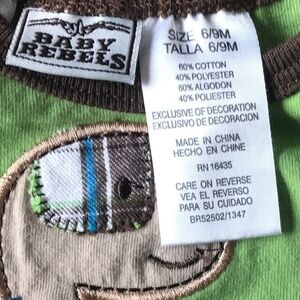 BABY
REBELS
SIZE 6/9M
TALLA 6/9M
60% COTTON
40% POLYESTER
60% ALGODON
40% POLIESTER
EXCLUSIVE OF DECORATION
EXCLUSIVO DE DECORACION
MADE IN CHINA
HECHO EN CHINE
RN 16435
CARE ON REVERSE
VEA EL REVERSO
PARA SU CUIDADO
BR52502/1347